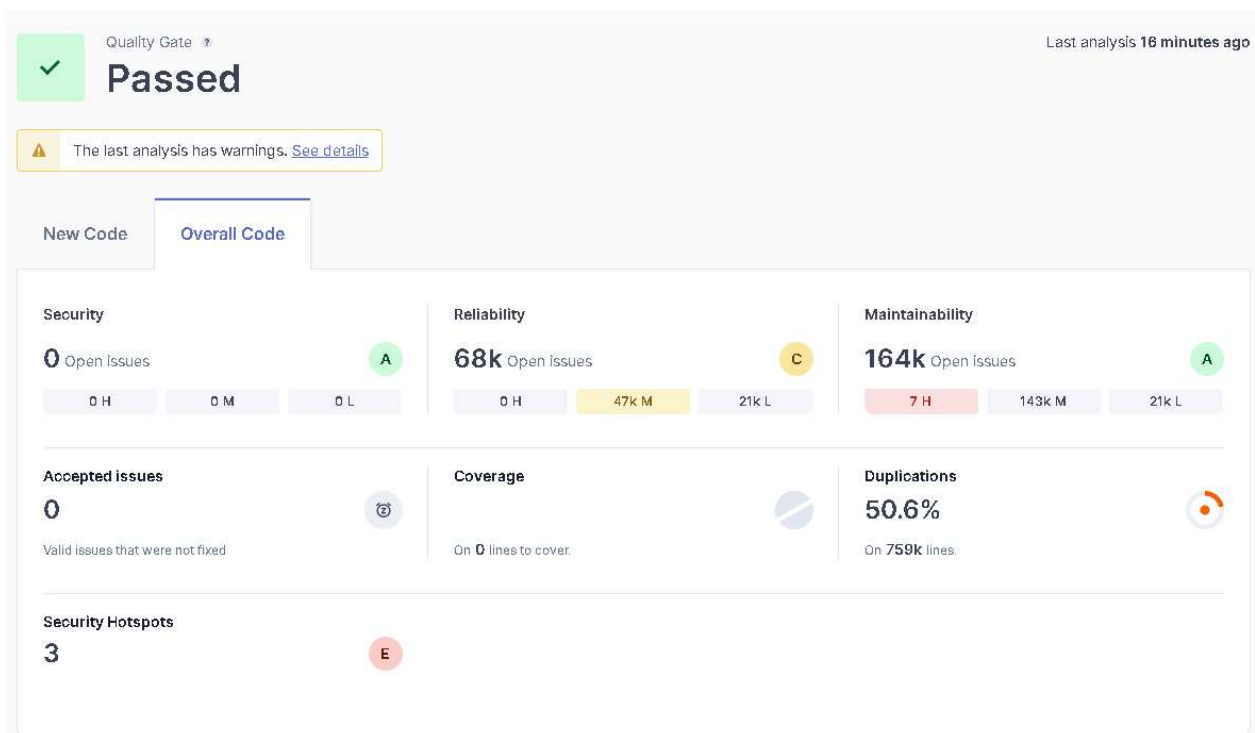 Quality Gate ?
Last analysis 16 minutes ago
Passed
The last analysis has warnings. See details
New Code
Overall Code
Security
0 Open issues
A
0 H
0 M
0 L
Reliability
68k Open issues
C
0 H
47k M
21k L
Maintainability
164k Open issues
A
7 H
143k M
21k L
Accepted issues
0
Valid issues that were not fixed
Coverage
On 0 lines to cover.
Duplications
50.6%
On 759k lines.
Security Hotspots
3
E